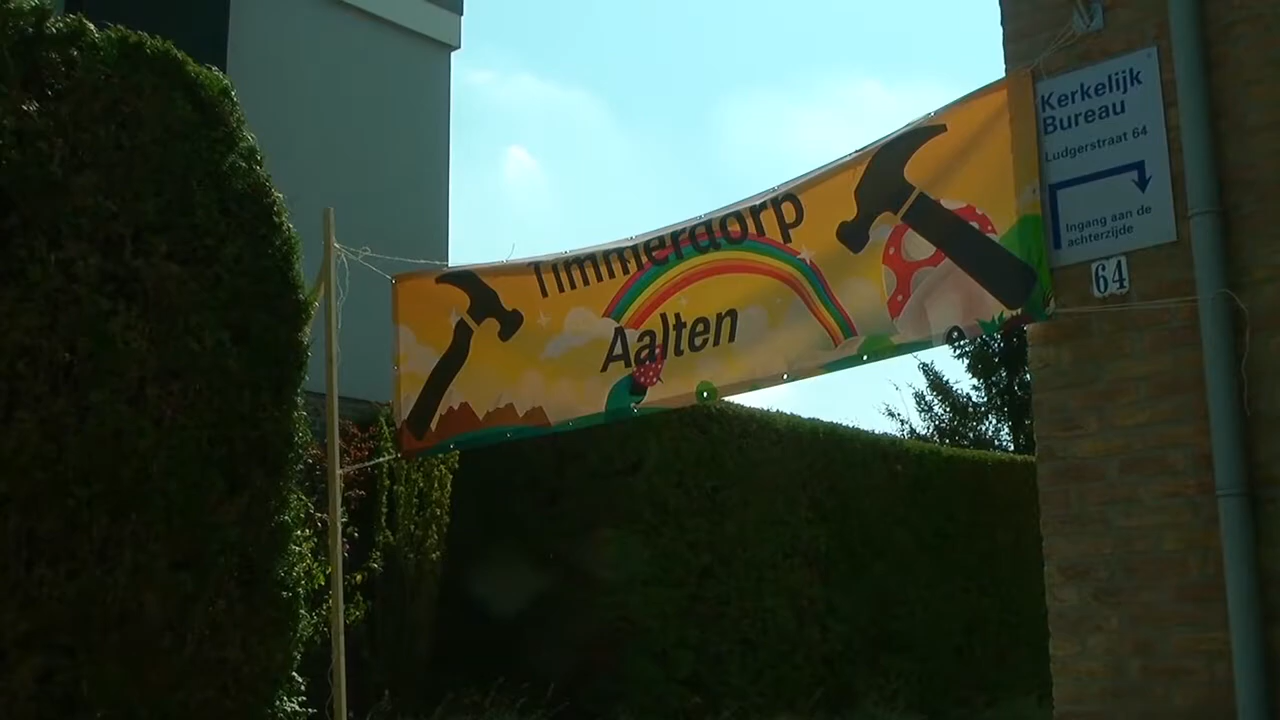 Timmerdorp
Aalten
Kerkelijk
Bureau
Ludgerstraat 64
Ingang aan de
achterzijde
64